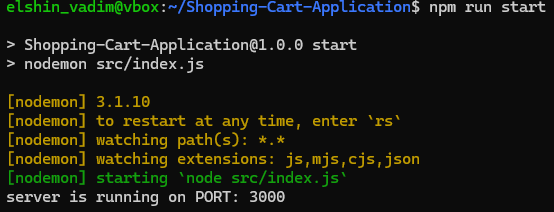 elshin_vadim@vbox:~/Shopping-Cart-Application$ npm run start
> Shopping-Cart-Application@1.0.0 start
> nodemon src/index.js
[nodemon] 3.1.10
[nodemon] to restart at any time, enter `rs`
[nodemon] watching path(s): *.*
[nodemon] watching extensions: js,mjs,cjs,json
[nodemon] starting `node src/index.js`
server is running on PORT: 3000